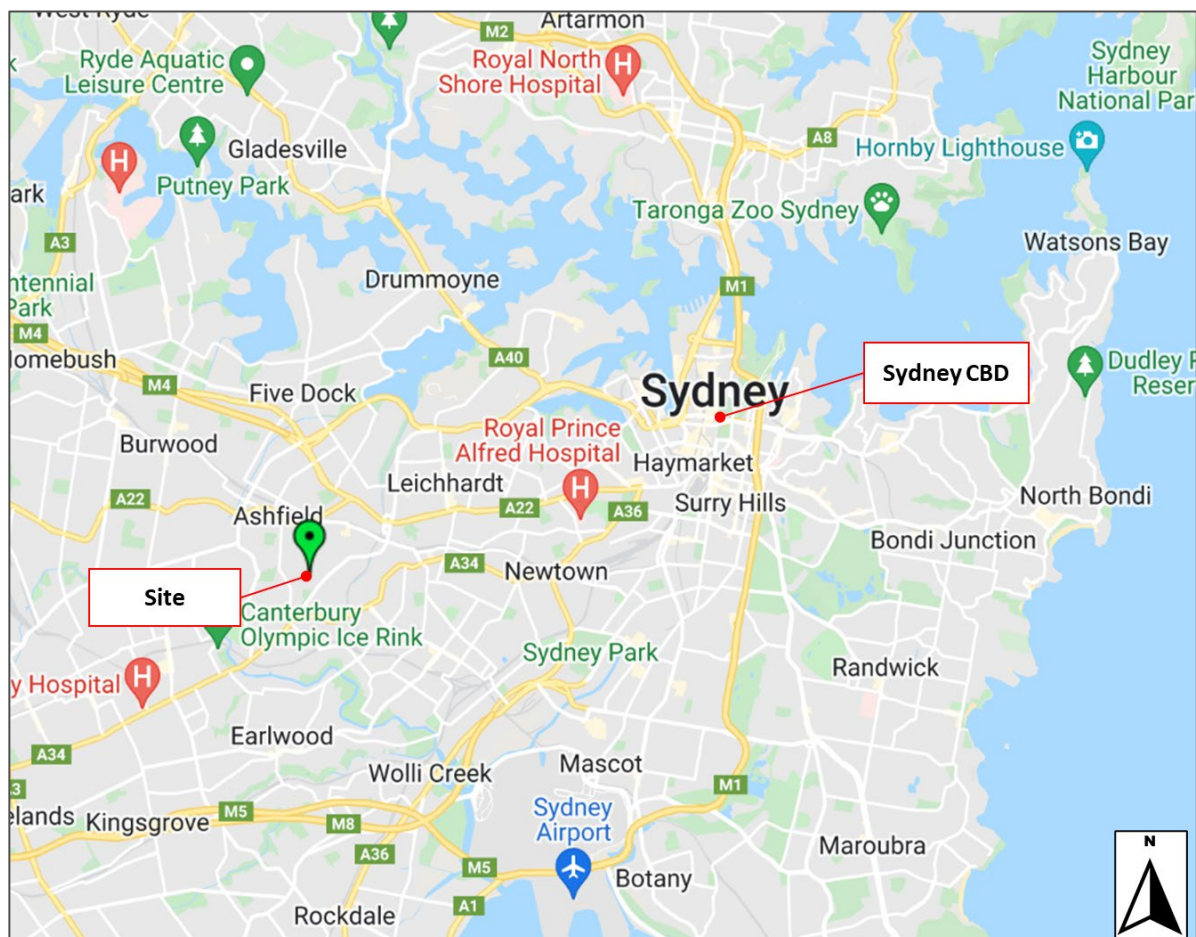 West Ryde
Artarmon
M2
Ryde Aquatic
Leisure Centre
Royal North
Shore Hospital
Sydney
Harbour
National Par
A8
H
H
Gladesville
Hornby Lighthouse
Putney Park
ark
Taronga Zoo Sydney
A3
Watsons Bay
ntennial
Park
Drummoyne
M1
M4
Homebush
A40
Sydney CBD
Dudley P
Reser
M4
Sydney
Five Dock
Burwood
Royal Prince
Alfred Hospital
Haymarket
Leichhardt
H
A22
A22
A36
Surry Hills
North Bondi
Ashfield
Bondi Junction
A34
Newtown
Site
Canterbury
Olympic Ice Rink
Sydney Park
Randwick
y Hospital
H
Earlwood
A34
Wolli Creek
Mascot
M1
3
elands
Kingsgrove
M5
M8
Sydney
Airport
A36
M5
Maroubra
Botany
A1
Rockdale
N